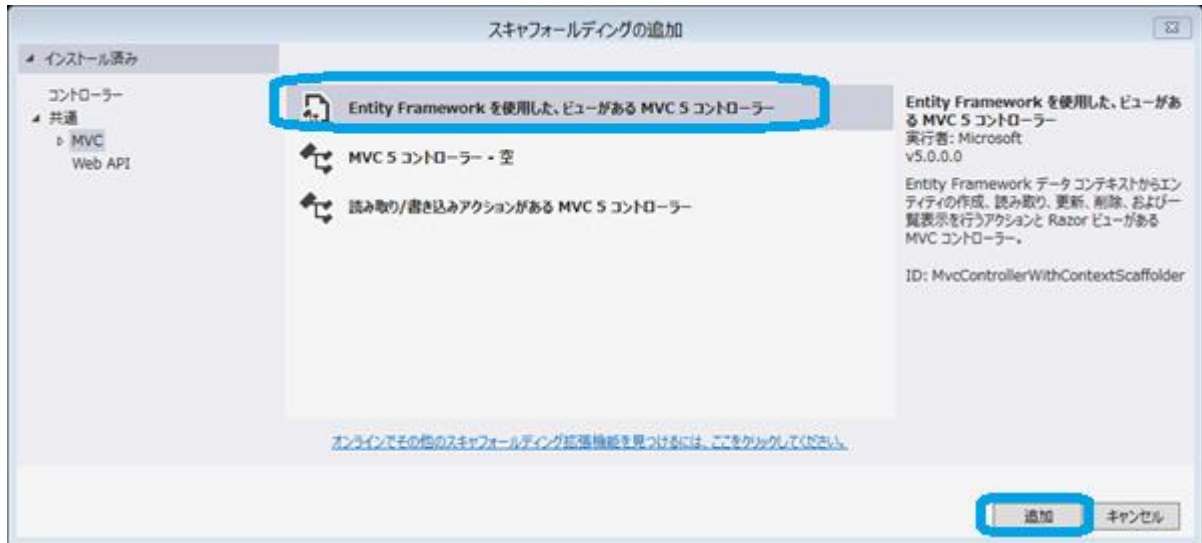 スキャフォールディングの追加
インストール済み
コントローラー
共通
MVC
Web API
Entity Framework を使用した、ビューがある MVC 5 コントローラー
MVC 5 コントローラー - 空
読み取り/書き込みアクションがある MVC 5 コントローラー
オンラインでその他のスキャフォールディング拡張機能を見つけるには、ここをクリックしてください。
Entity Framework を使用した、ビューがあ
る MVC 5 コントローラー
実行者: Microsoft
v5.0.0.0
Entity Framework データ コンテキストからエン
ティティの作成、読み取り、更新、削除、および一
覧表示を行うアクションと Razor ビューがある
MVC コントローラー。
ID: MvcControllerWithContextScaffolder
追加
キャンセル